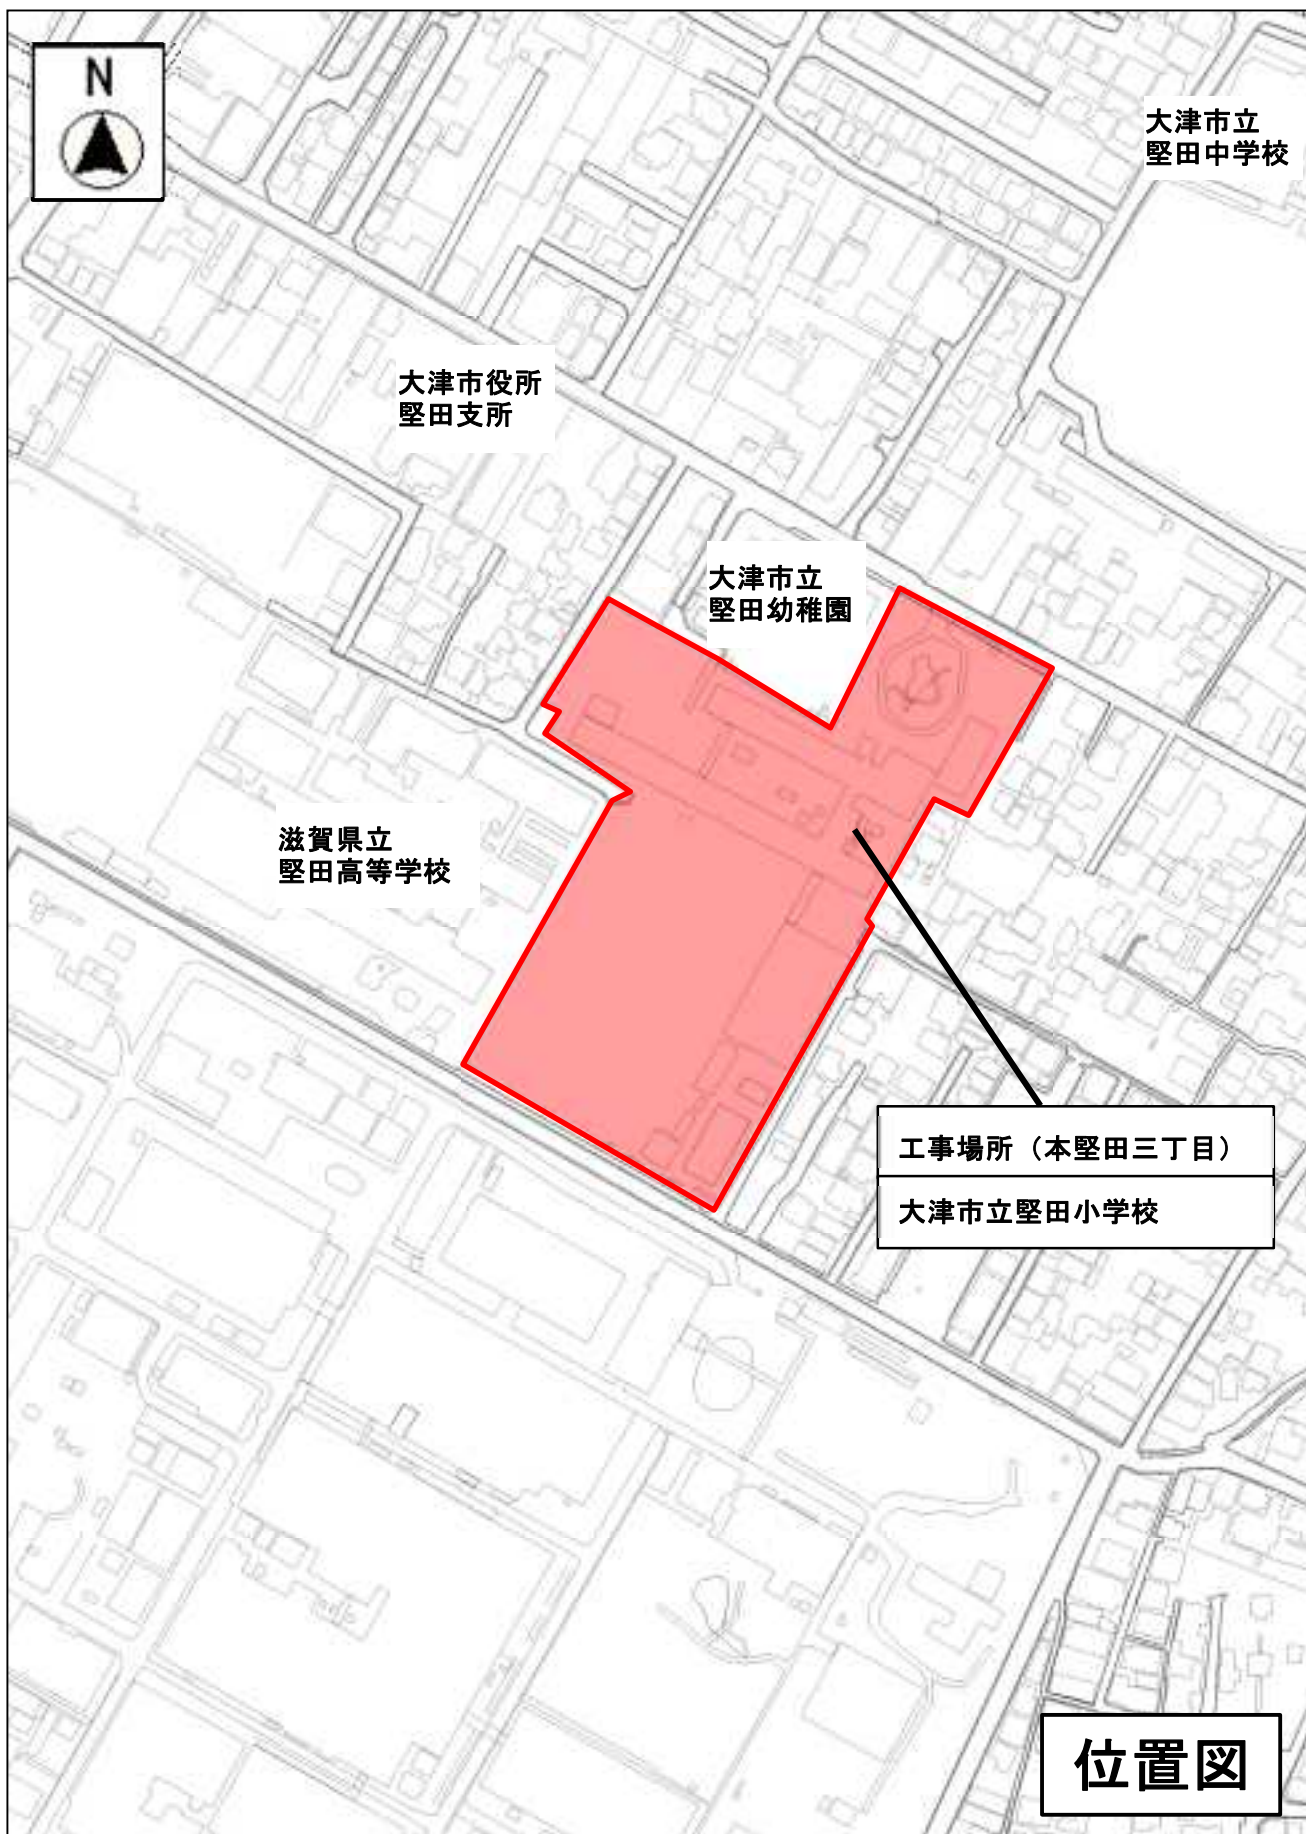 N
大津市立
堅田中学校
大津市役所
堅田支所
大津市立
堅田幼稚園
滋賀県立
堅田高等学校
工事場所（本堅田三丁目）
大津市立堅田小学校
位置図